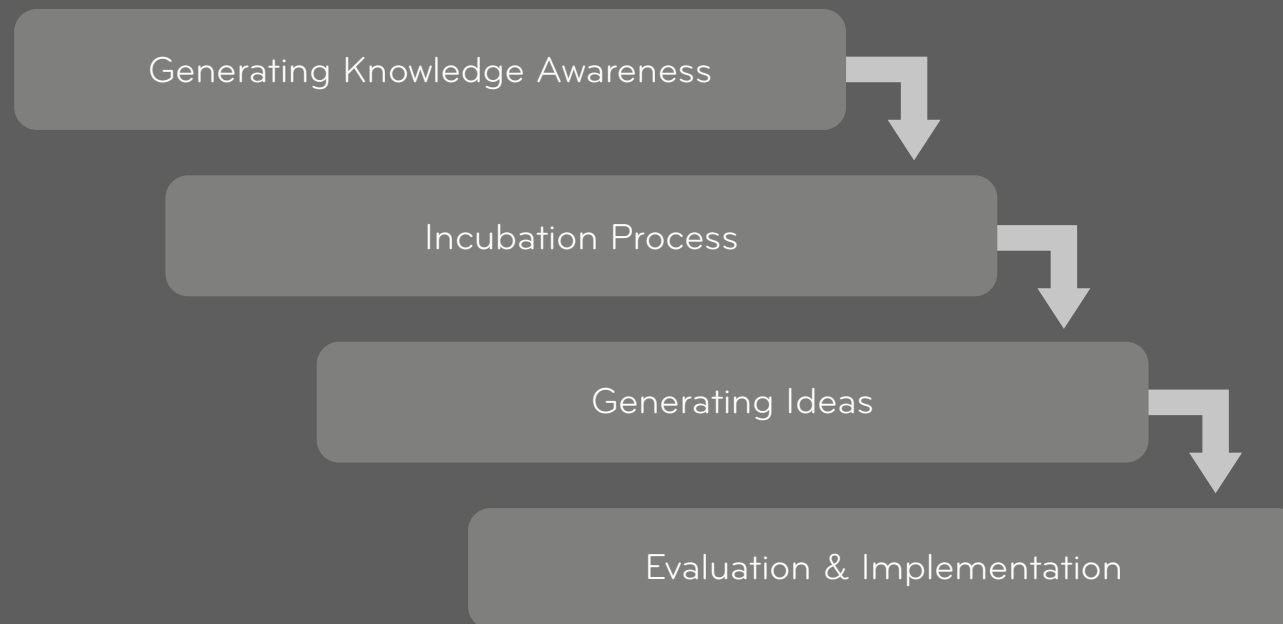 Generating Knowledge Awareness
Incubation Process
Generating Ideas
Evaluation & Implementation